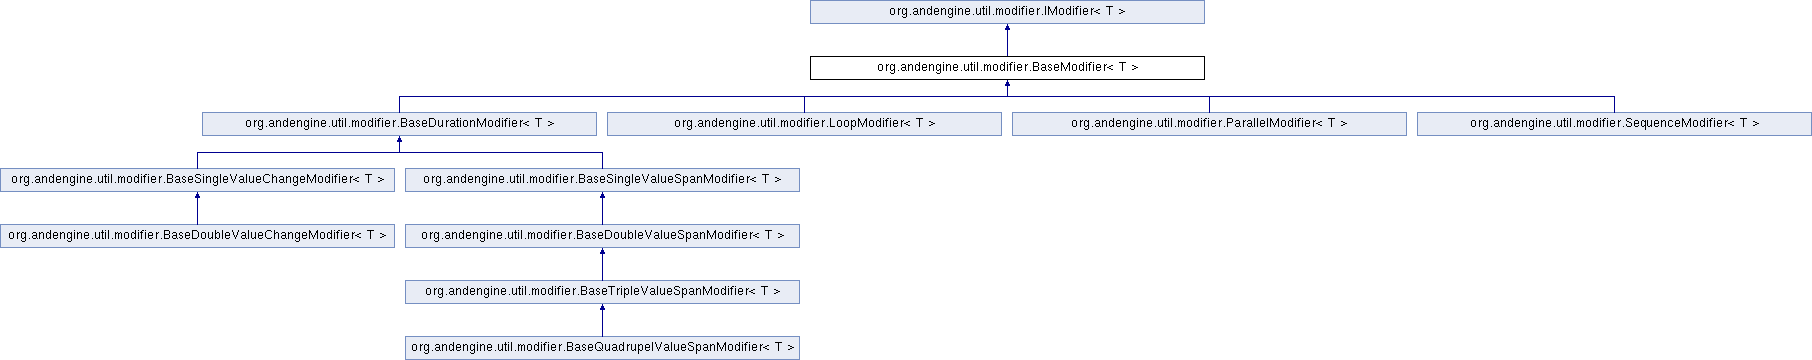 org.andengine.util.modifier.IModifier< T >
org.andengine.util.modifier.BaseModifier< T >
org.andengine.util.modifier.BaseDurationModifier< T >
org.andengine.util.modifier.LoopModifier< T >
org.andengine.util.modifier.ParallelModifier< T >
org.andengine.util.modifier.SequenceModifier< T >
org.andengine.util.modifier.BaseSingleValueChangeModifier< T >
org.andengine.util.modifier.BaseSingleValueSpanModifier< T >
org.andengine.util.modifier.BaseDoubleValueChangeModifier< T >
org.andengine.util.modifier.BaseDoubleValueSpanModifier< T >
org.andengine.util.modifier.BaseTripleValueSpanModifier< T >
org.andengine.util.modifier.BaseQuadrupelValueSpanModifier< T >